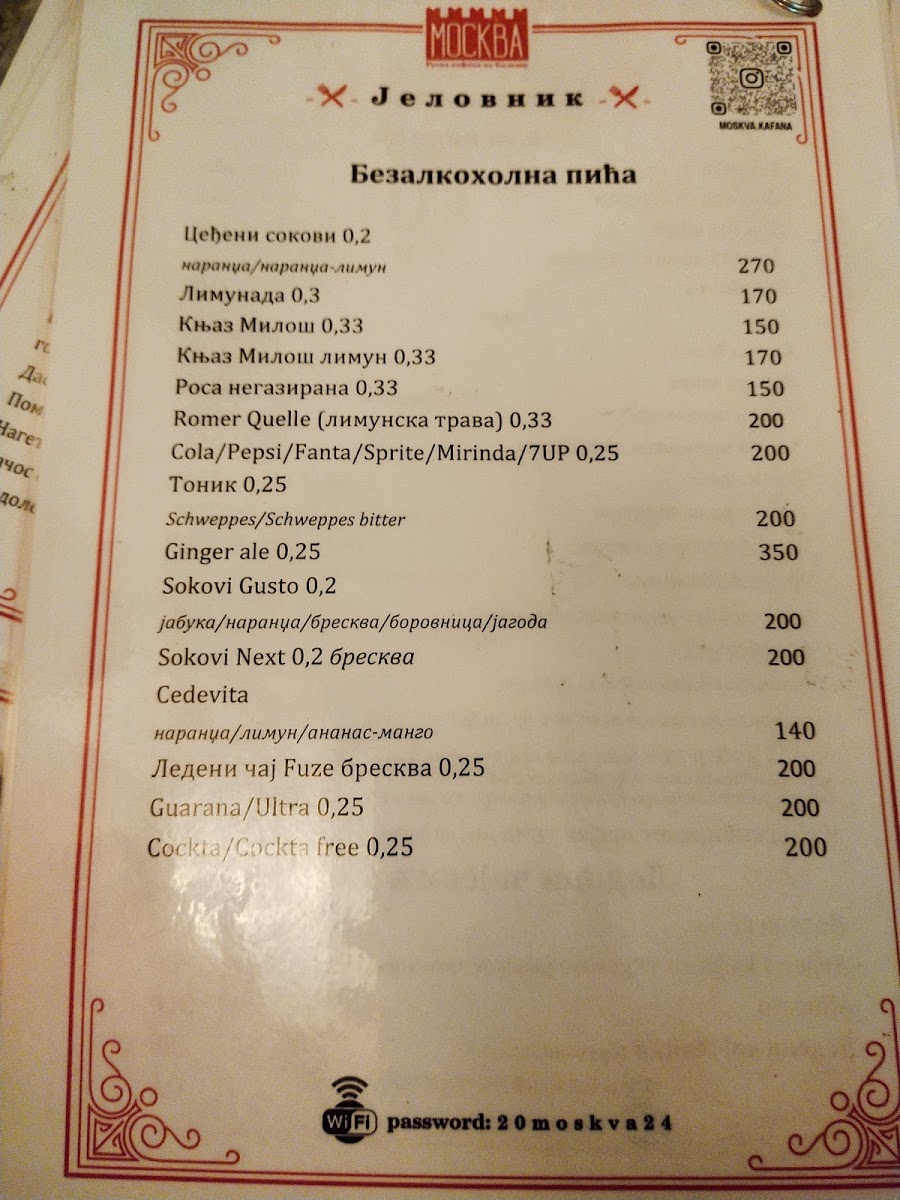 МОСКВА
Јеловник
MOSKVA.KAFANA
Безалкохолна пића
Цеђени сокови 0,2
наранџа/наранџа-лимун 270
Лимунада 0,3 170
Књаз Милош 0,33 150
Књаз Милош лимун 0,33 170
Роса негазирана 0,33 150
Romer Quelle (лимунска трава) 0,33 200
Cola/Pepsi/Fanta/Sprite/Mirinda/7UP 0,25 200
Тоник 0,25
Schweppes/Schweppes bitter 200
Ginger ale 0,25 350
Sokovi Gusto 0,2
јабука/наранџа/бресква/боровница/јагода 200
Sokovi Next 0,2 бресква 200
Cedevita
наранџа/лимун/ананас-манго 140
Ледени чај Fuze бресква 0,25 200
Guarana/Ultra 0,25 200
Cockta/Cockta free 0,25 200
WiFi password: 20moskva24